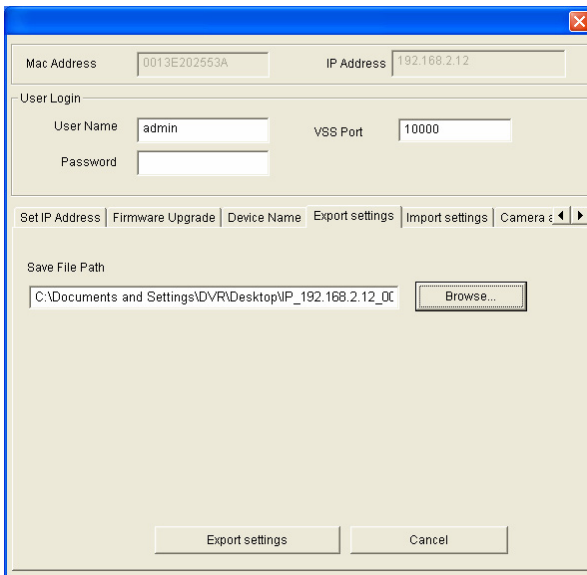 Mac Address 0013E202553A IP Address 192.168.2.12
User Login
User Name admin VSS Port 10000
Password
Set IP Address Firmware Upgrade Device Name Export settings Import settings Camera
Save File Path
C:\Documents and Settings\DVR\Desktop\IP_192.168.2.12_00 Browse...
Export settings Cancel